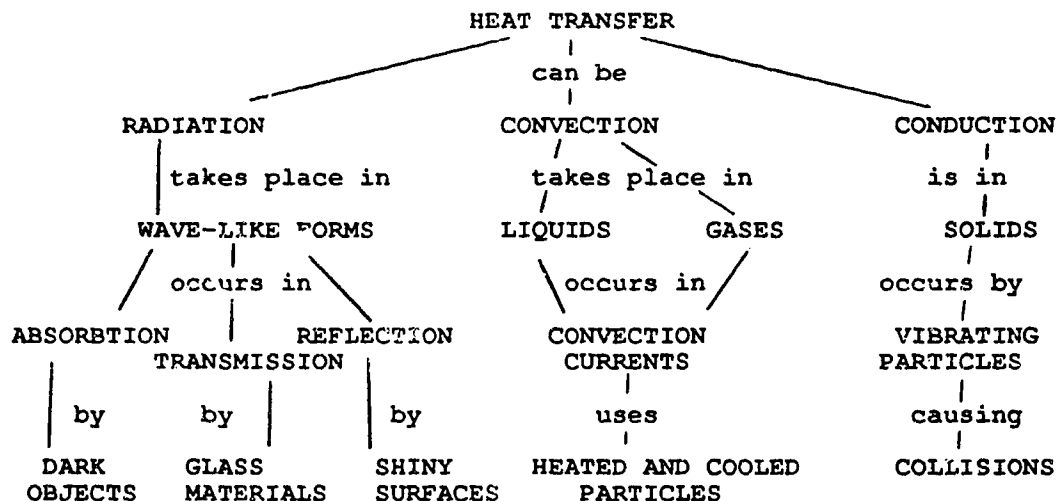 HEAT TRANSFER
can be
RADIATION CONVECTION CONDUCTION
takes place in takes place in is in
WAVE-LIKE FORMS LIQUIDS GASES SOLIDS
occurs in occurs in occurs by
ABSORBTION REFLECTION CONVECTION VIBRATING
TRANSMISSION CURRENTS PARTICLES
by by by uses causing
DARK GLASS SHINY HEATED AND COOLED COLLISIONS
OBJECTS MATERIALS SURFACES PARTICLES